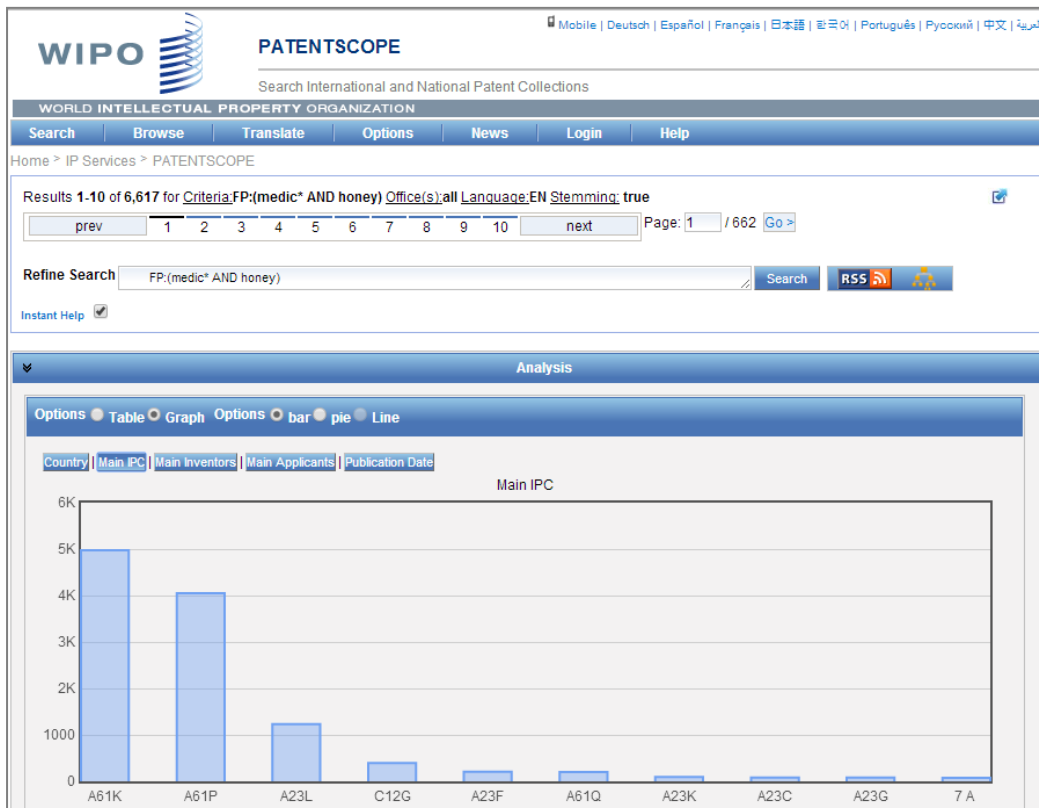 Mobile | Deutsch | Español | Français | 日本語 | 한국어 | Português | Русский | 中文 |
WIPO
PATENTSCOPE
Search International and National Patent Collections
WORLD INTELLECTUAL PROPERTY ORGANIZATION
Search Browse Translate Options News Login Help
Home > IP Services > PATENTSCOPE
Results 1-10 of 6,617 for Criteria:FP:(medic* AND honey) Office(s):all Language:EN Stemming: true
prev 1 2 3 4 5 6 7 8 9 10 next Page: 1 / 662 Go >
Refine Search FP:(medic* AND honey) Search RSS
Instant Help
Analysis
Options Table Graph Options bar pie Line
Country | Main IPC | Main Inventors | Main Applicants | Publication Date
Main IPC
6K
5K
4K
3K
2K
1000
0
A61K A61P A23L C12G A23F A61Q A23K A23C A23G 7 A